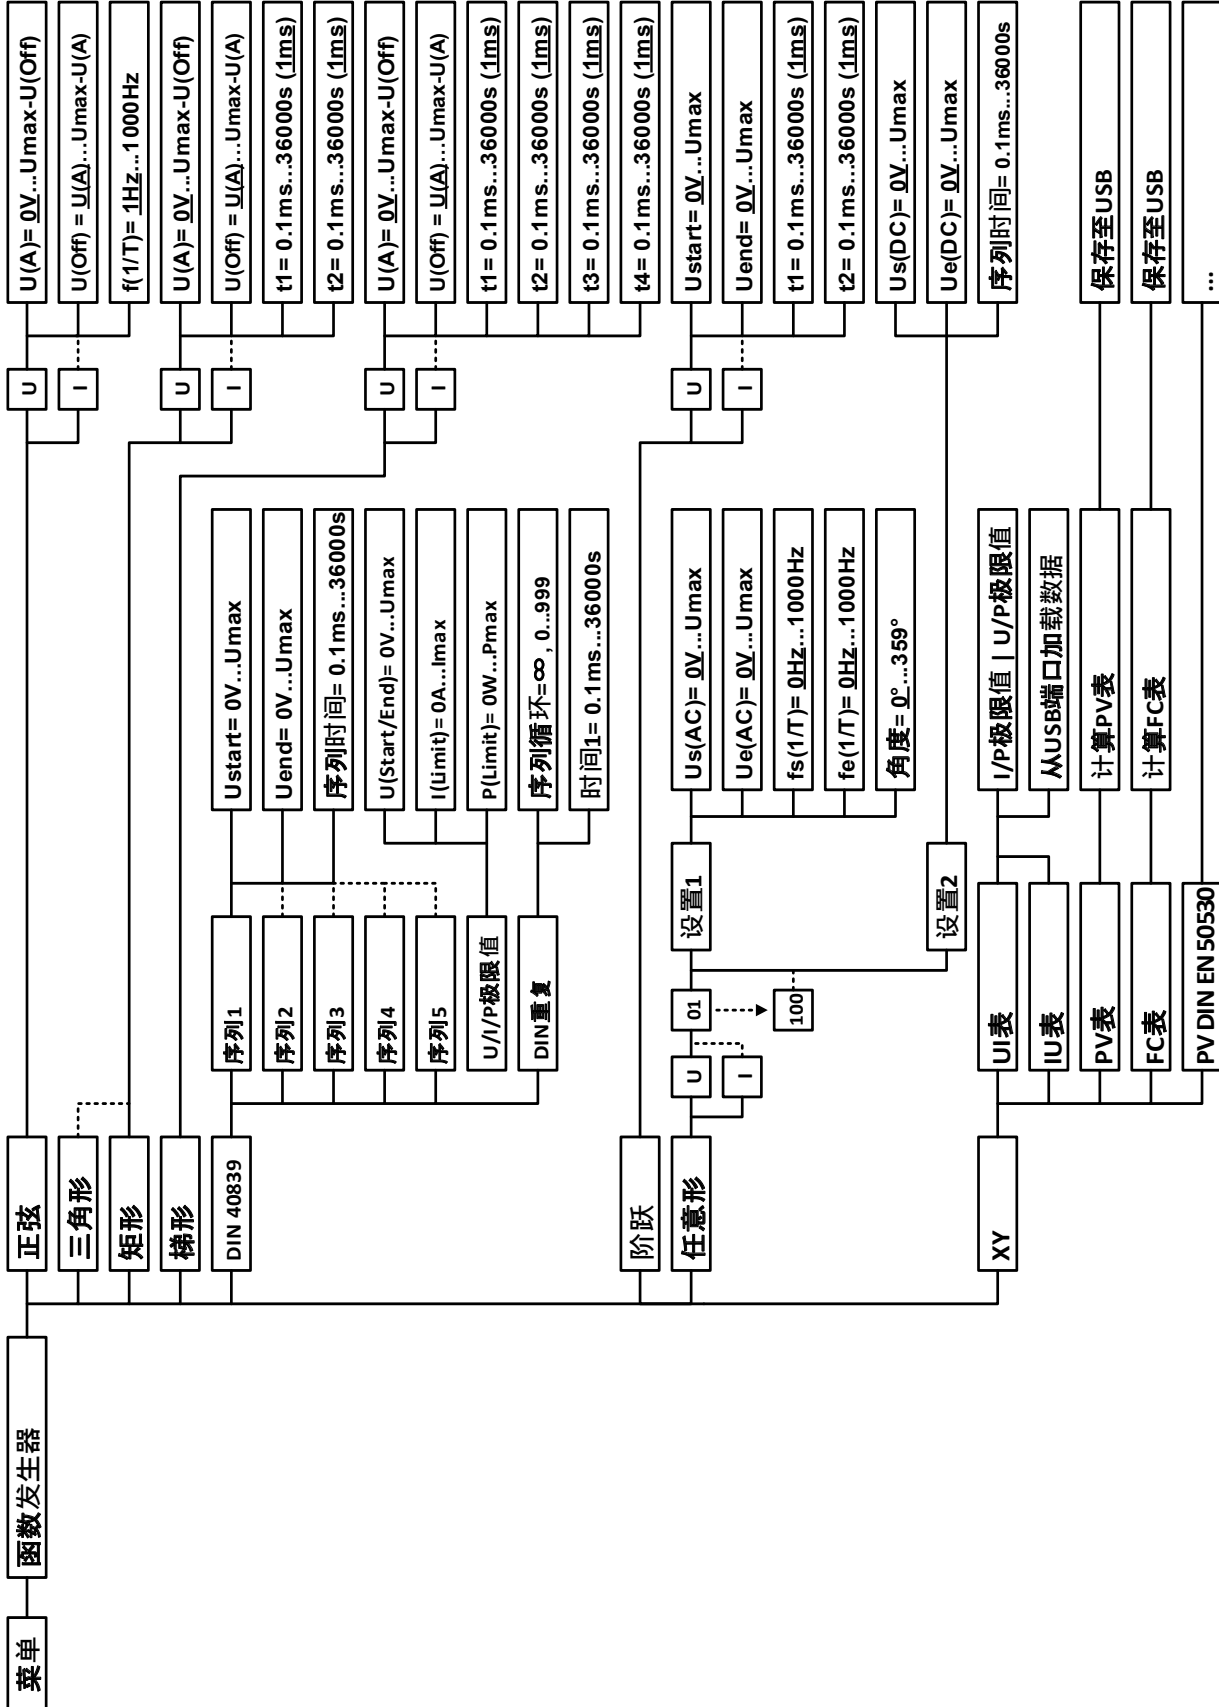 菜单
函数发生器
正弦
U
U(A)= 0V...Umax-U(Off)
I
U(Off) = U(A)...Umax-U(A)
f(1/T)= 1Hz...1000Hz
三角形
矩形
U
U(A)= 0V...Umax-U(Off)
I
U(Off) = U(A)...Umax-U(A)
t1= 0.1ms...36000s (1ms)
t2= 0.1ms...36000s (1ms)
梯形
U
U(A)= 0V...Umax-U(Off)
I
U(Off) = U(A)...Umax-U(A)
t1= 0.1ms...36000s (1ms)
t2= 0.1ms...36000s (1ms)
t3= 0.1ms...36000s (1ms)
t4= 0.1ms...36000s (1ms)
DIN 40839
序列1
Ustart= 0V...Umax
序列2
Uend= 0V...Umax
序列3
序列时间= 0.1ms...36000s
序列4
U(Start/End)= 0V...Umax
序列5
I(Limit)= 0A...Imax
U/I/P极限值
P(Limit)= 0W...Pmax
DIN重复
序列循环=∞, 0...999
时间1= 0.1ms...36000s
阶跃
U
Ustart= 0V...Umax
I
Uend= 0V...Umax
t1= 0.1ms...36000s (1ms)
t2= 0.1ms...36000s (1ms)
任意形
U
I
01
100
设置1
Us(AC)= 0V...Umax
Ue(AC)= 0V...Umax
fs(1/T)= 0Hz...1000Hz
fe(1/T)= 0Hz...1000Hz
角度= 0°...359°
设置2
Us(DC)= 0V...Umax
Ue(DC)= 0V...Umax
序列时间= 0.1ms...36000s
XY
UI表
I/P极限值 | U/P极限值
IU表
从USB端口加载数据
PV表
计算PV表
保存至USB
FC表
计算FC表
保存至USB
PV DIN EN 50530
...